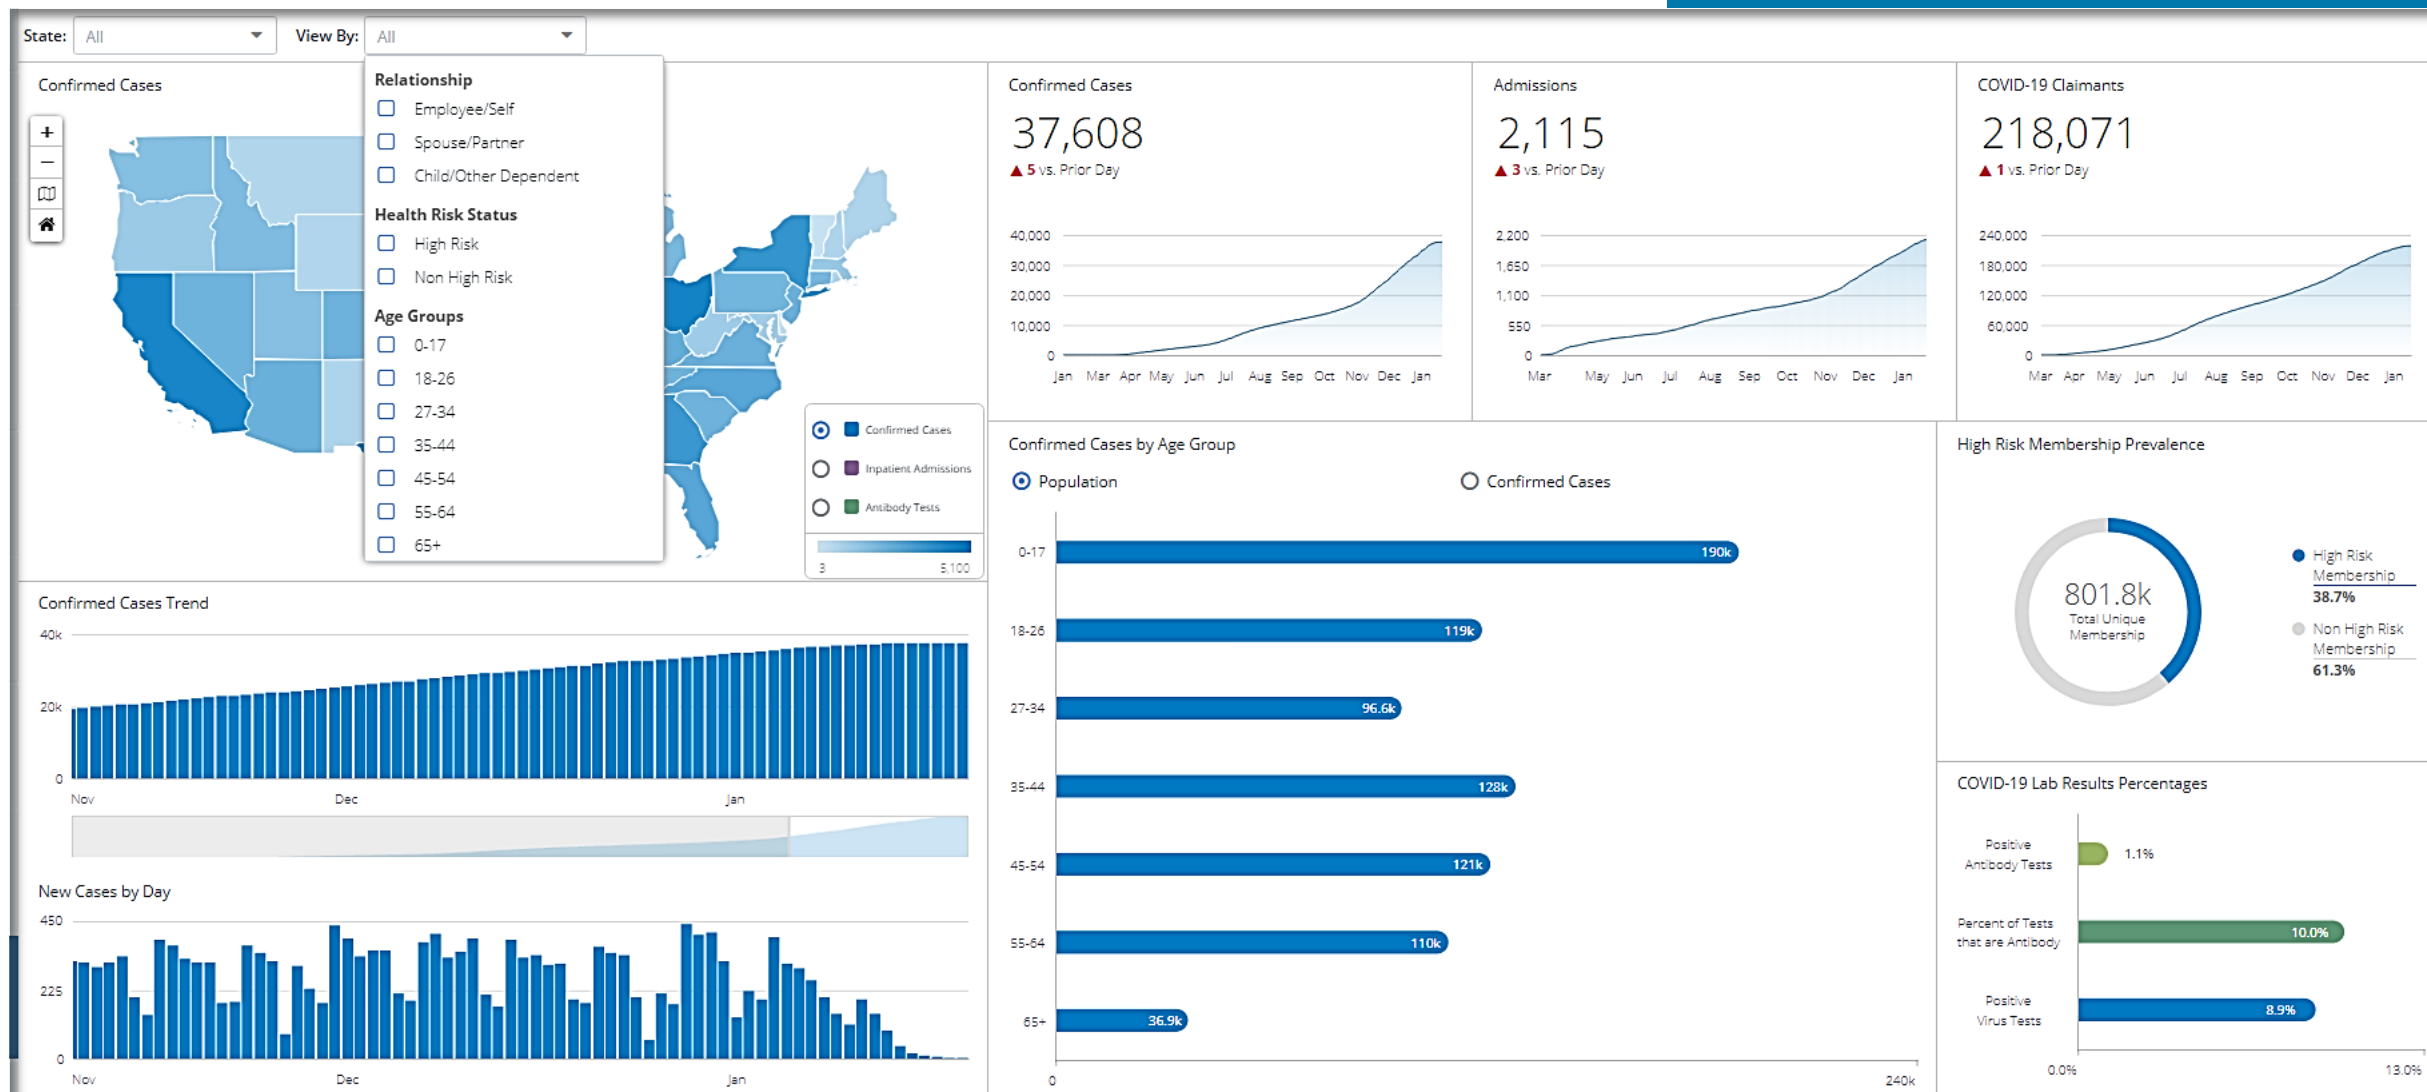 State: All View By: All
Relationship
Employee/Self
Spouse/Partner
Child/Other Dependent
Health Risk Status
High Risk
Non High Risk
Age Groups
0-17
18-26
27-34
35-44
45-54
55-64
65+
Confirmed Cases
+
−
Confirmed Cases
Inpatient Admissions
Antibody Tests
3 5,100
Confirmed Cases
37,608
▲ 5 vs. Prior Day
40,000
30,000
20,000
10,000
0
Jan Mar Apr May Jun Jul Aug Sep Oct Nov Dec Jan
Admissions
2,115
▲ 3 vs. Prior Day
2,200
1,650
1,100
550
0
Mar May Jun Jul Aug Sep Oct Nov Dec Jan
COVID-19 Claimants
218,071
▲ 1 vs. Prior Day
240,000
180,000
120,000
60,000
0
Mar Apr May Jun Jul Aug Sep Oct Nov Dec Jan
Confirmed Cases Trend
40k
20k
0
Nov Dec Jan
New Cases by Day
450
225
0
Nov Dec Jan
Confirmed Cases by Age Group
Population Confirmed Cases
0-17 190k
18-26 119k
27-34 96.6k
35-44 128k
45-54 121k
55-64 110k
65+ 36.9k
0 240k
High Risk Membership Prevalence
801.8k
Total Unique
Membership
High Risk
Membership
38.7%
Non High Risk
Membership
61.3%
COVID-19 Lab Results Percentages
Positive
Antibody Tests
1.1%
Percent of Tests
that are Antibody
10.0%
Positive
Virus Tests
8.9%
0.0% 13.0%